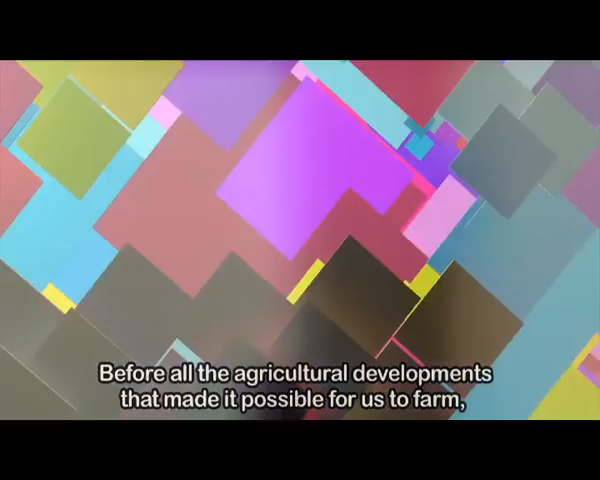 Before all the agricultural developments
that made it possible for us to farm,